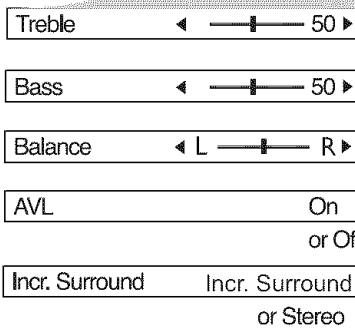 Treble 50
Bass 50
Balance L R
AVL On
or Of
Incr. Surround Incr. Surround
or Stereo